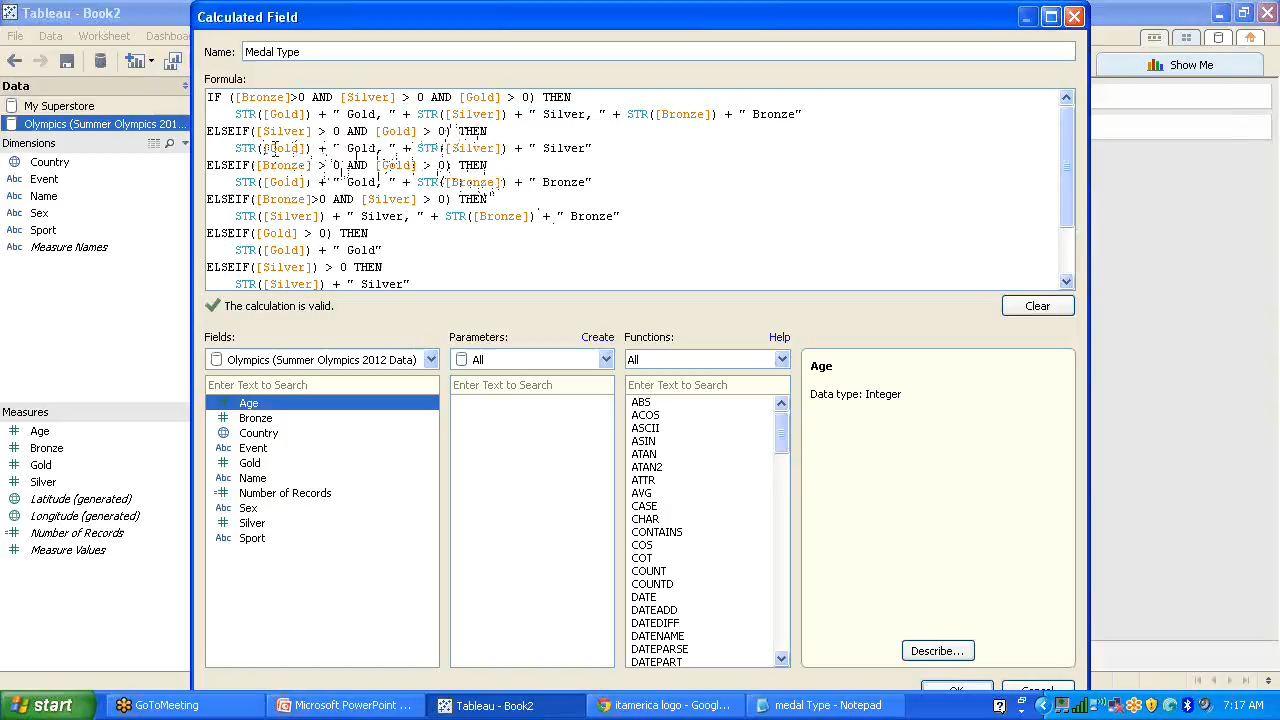 Tableau - Book2
Calculated Field
File Data Worksheet Dashboa
Name: Medal Type
Show Me
Formula:
Data
My Superstore
Olympics (Summer Olympics 201...
Dimensions
Country
Event
Name
Sex
Sport
Measure Names
IF ([Bronze]>0 AND [Silver] > 0 AND [Gold] > 0) THEN
STR([Gold]) + " Gold, "+ STR([Silver]) + " Silver, " + STR([Bronze]) + " Bronze"
ELSEIF([Silver] > 0 AND [Gold] > 0) THEN
STR([Gold]) + " Gold, " + STR([Silver]) + " Silver"
ELSEIF([Bronze] > 0 AND [Gold] > 0) THEN
STR([Gold]) + " Gold, " + STR([Bronze]) + " Bronze"
ELSEIF([Bronze]>0 AND [Silver] > 0) THEN
STR([Silver]) + " Silver, " + STR([Bronze]) + " Bronze"
ELSEIF([Gold] > 0) THEN
STR([Gold]) + " Gold"
ELSEIF([Silver]) > 0 THEN
STR([Silver]) + " Silver"
The calculation is valid.
Clear
Fields:
Parameters: Create
Functions: Help
Olympics (Summer Olympics 2012 Data)
All
All
Enter Text to Search
Enter Text to Search
Enter Text to Search
Age
Bronze
Country
Event
Gold
Name
Number of Records
Sex
Silver
Sport
ABS
ACOS
ASCII
ASIN
ATAN
ATAN2
ATTR
AVG
CASE
CHAR
CONTAINS
COS
COT
COUNT
COUNTD
DATE
DATEADD
DATEDIFF
DATENAME
DATEPARSE
DATEPART
Age
Data type: Integer
Describe...
Measures
Age
Bronze
Gold
Silver
Latitude (generated)
Longitude (generated)
Number of Records
Measure Values
OK
Cancel
start
GoToMeeting
Microsoft PowerPoint ...
Tableau - Book2
itamerica logo - Googl...
medal Type - Notepad
7:17 AM